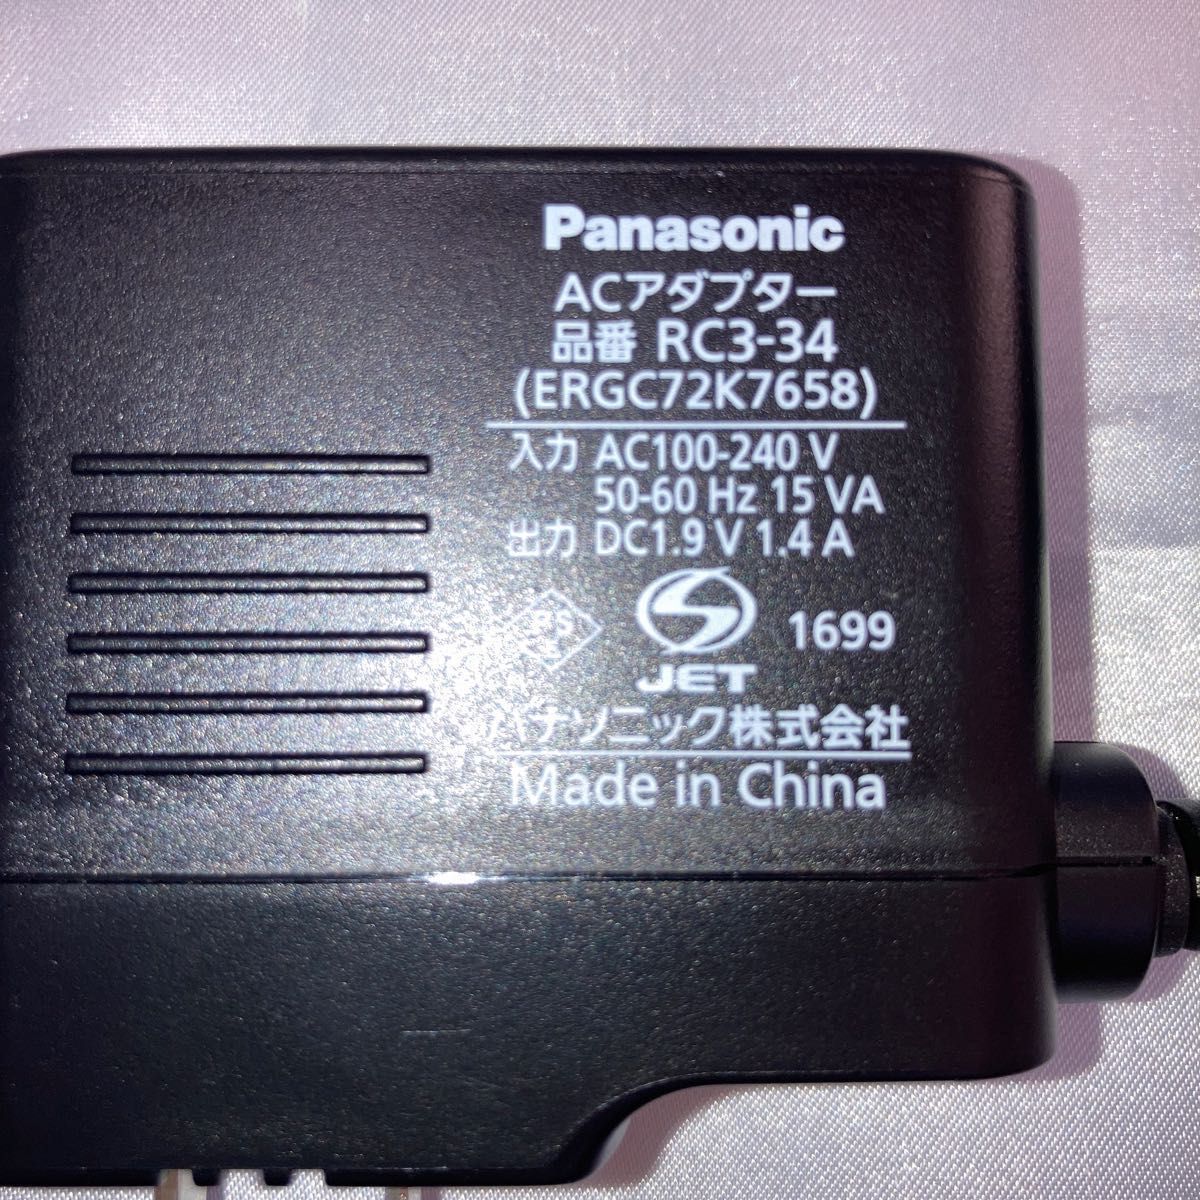 Panasonic
ACアダプター
品番 RC3-34
(ERGC72K7658)
入力 AC100-240 V
50-60 Hz 15 VA
出力 DC1.9 V 1.4 A
PS
E
JET
1699
パナソニック株式会社
Made in China